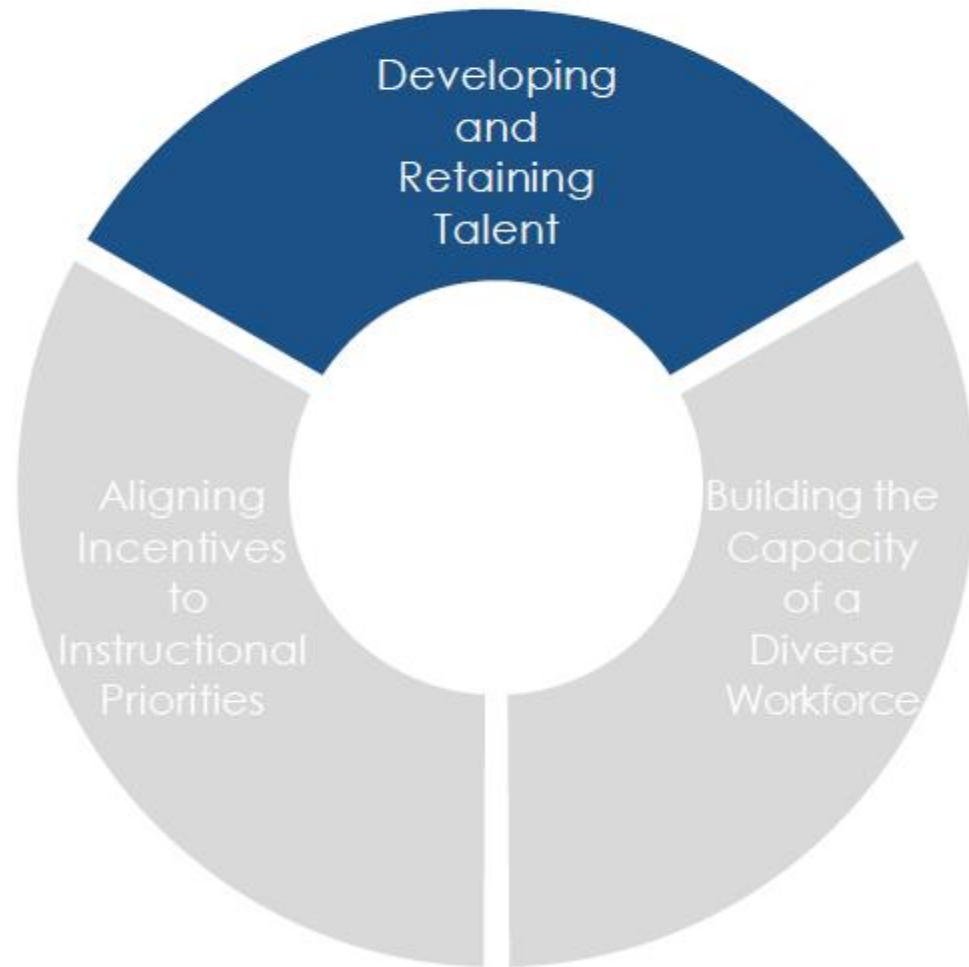 Developing
and
Retaining
Talent
Aligning
Incentives
to
Instructional
Priorities
Building the
Capacity
of a
Diverse
Workforce